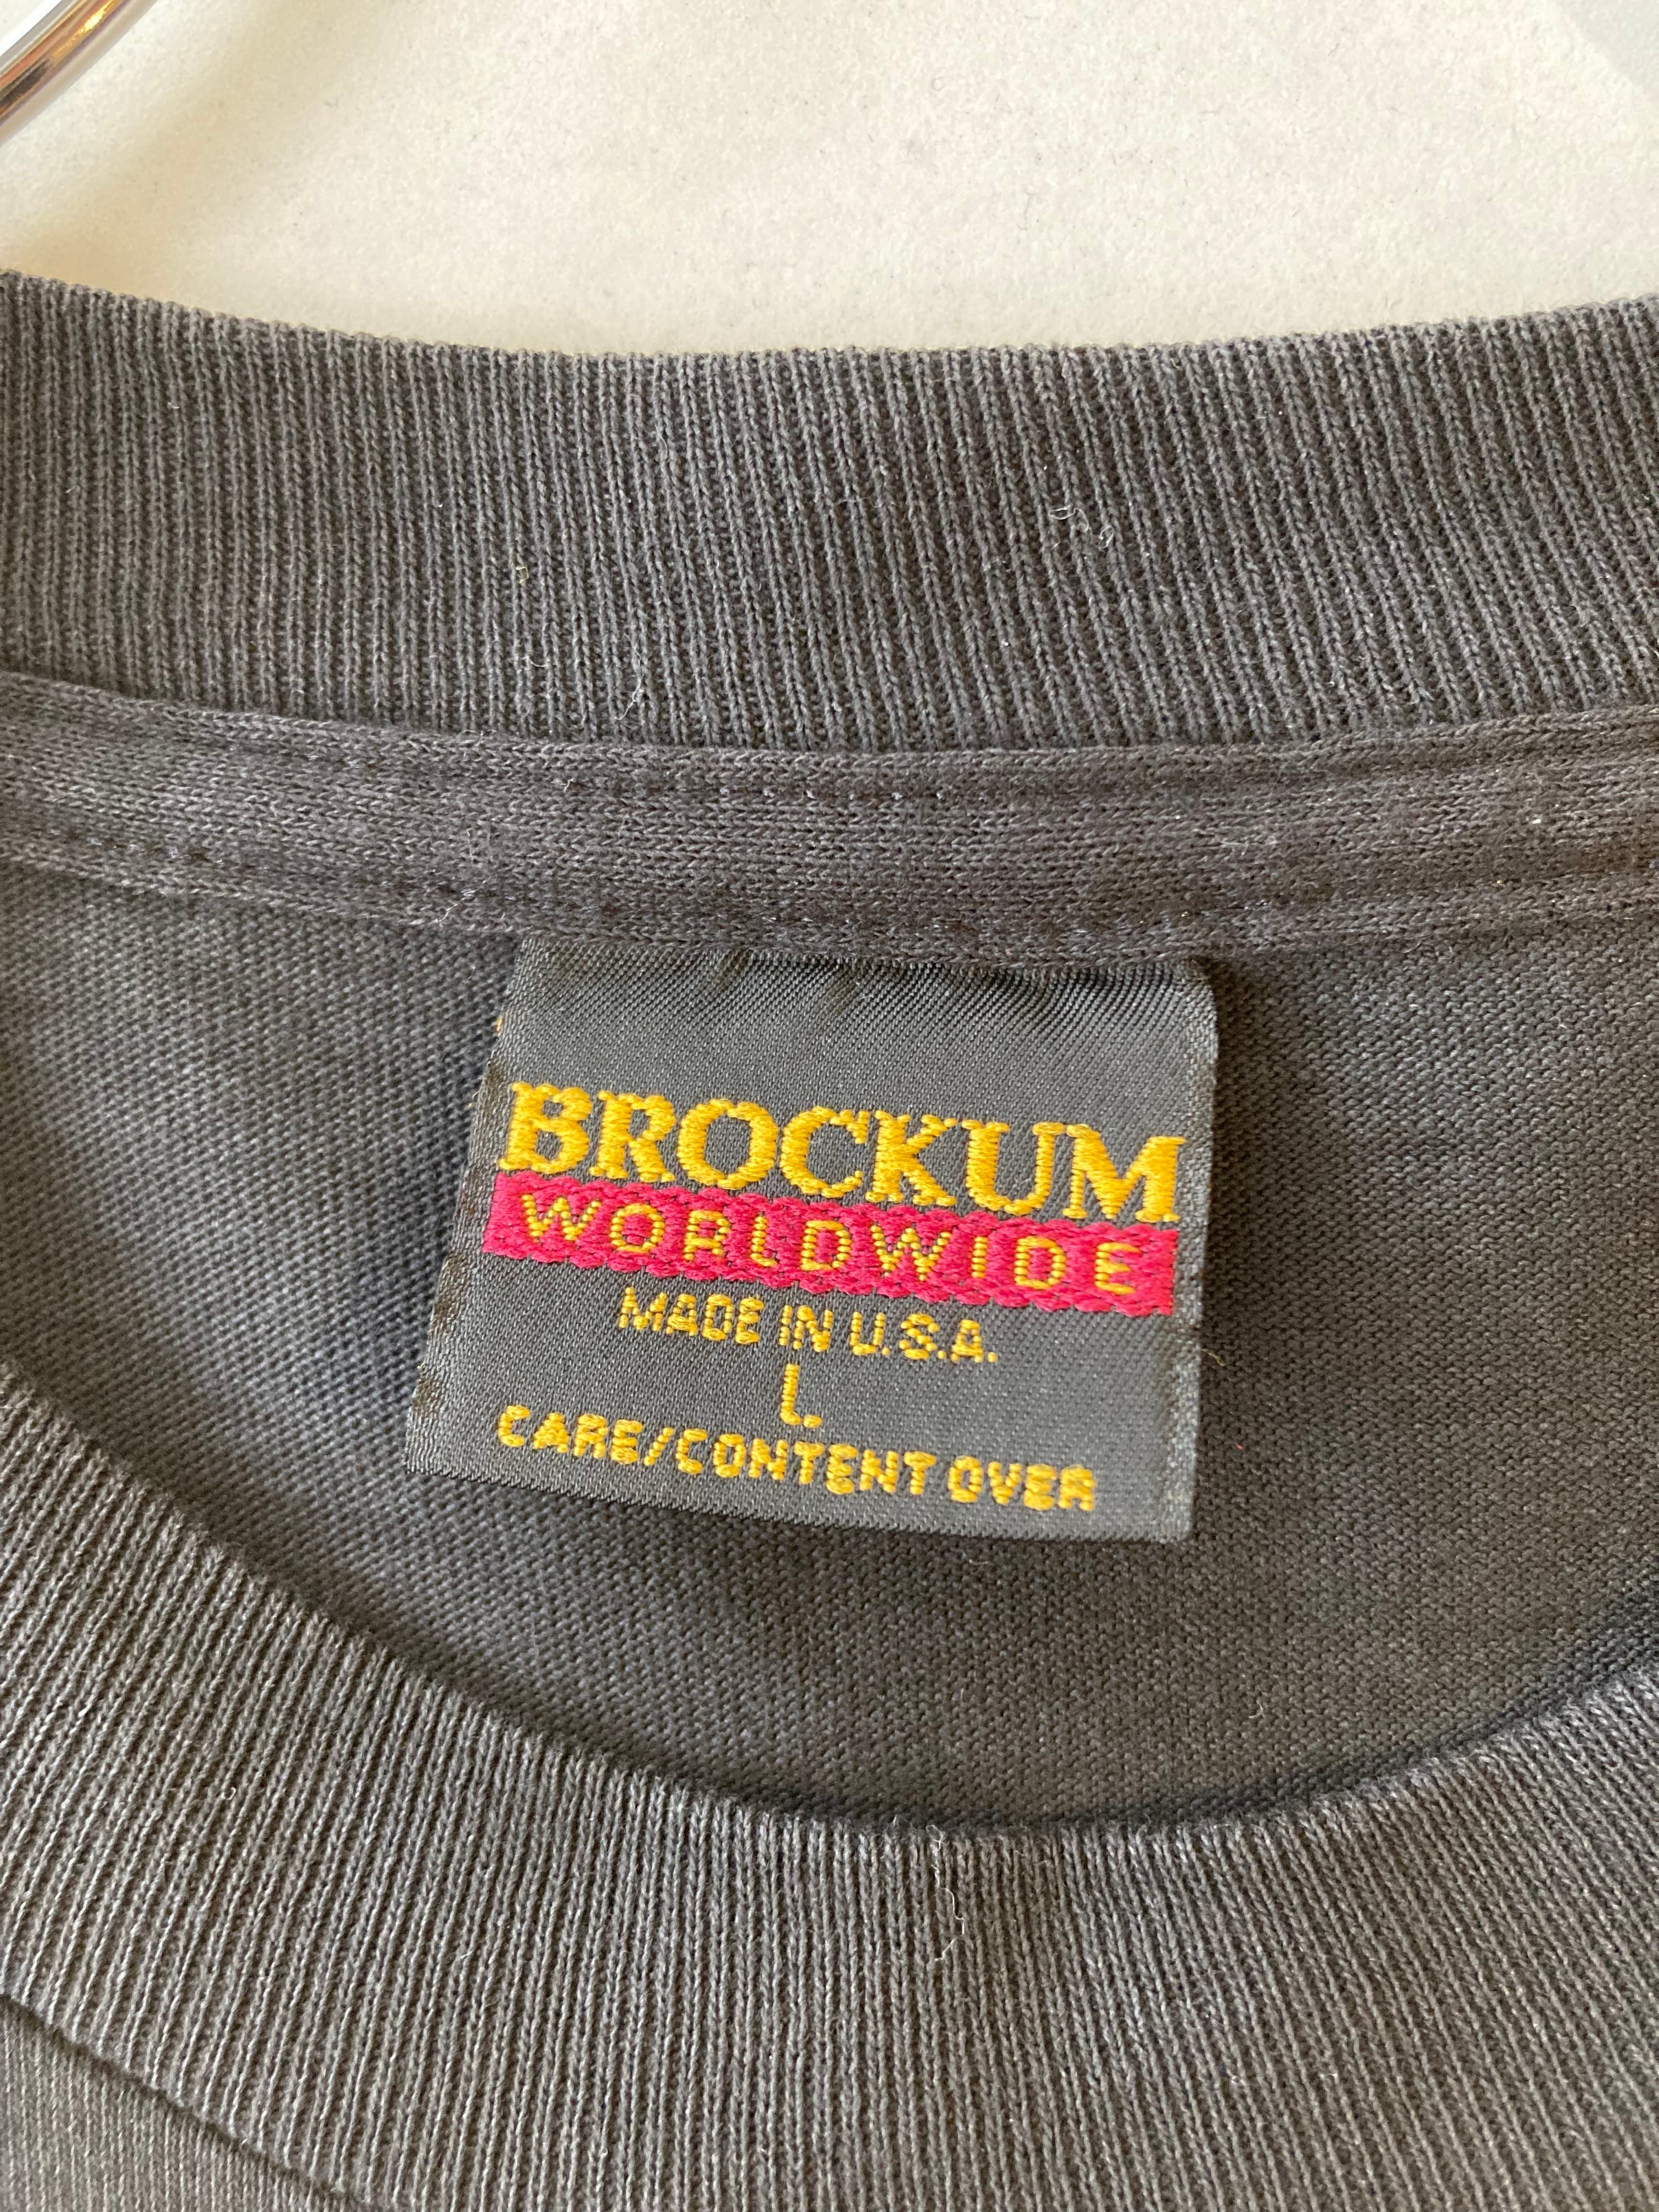 BROCKUM
WORLDWIDE
MADE IN U.S.A.
L.
CARE/CONTENT OVER